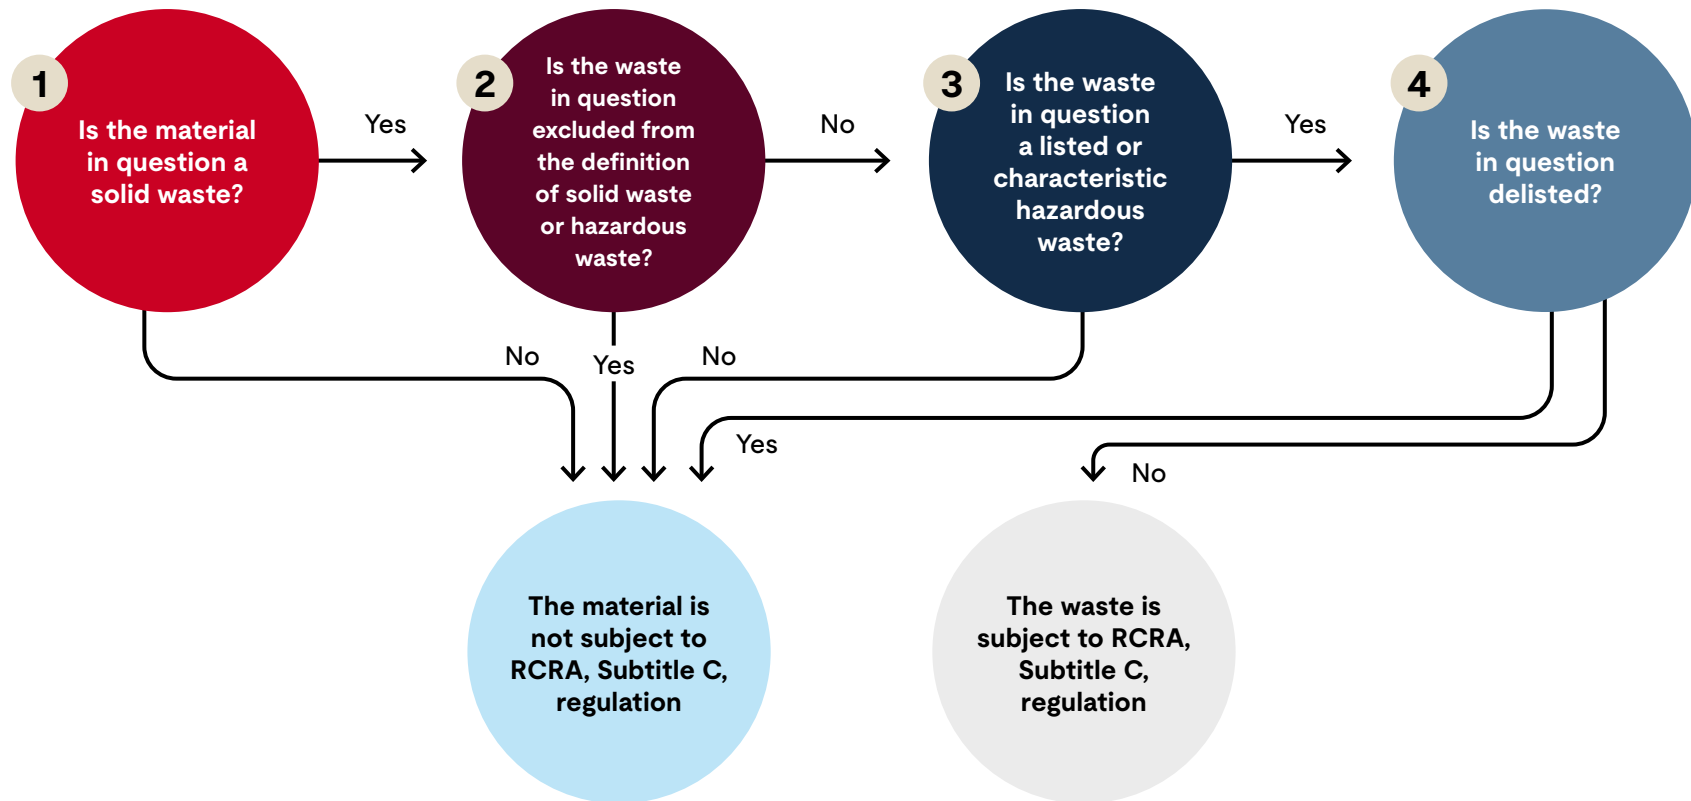 1
Is the material
in question a
solid waste?
Yes
2
Is the waste
in question
excluded from
the definition
of solid waste
or hazardous
waste?
No
3
Is the waste
in question
a listed or
characteristic
hazardous
waste?
Yes
4
Is the waste
in question
delisted?
No
Yes
No
Yes
No
The material is
not subject to
RCRA, Subtitle C,
regulation
The waste is
subject to RCRA,
Subtitle C,
regulation